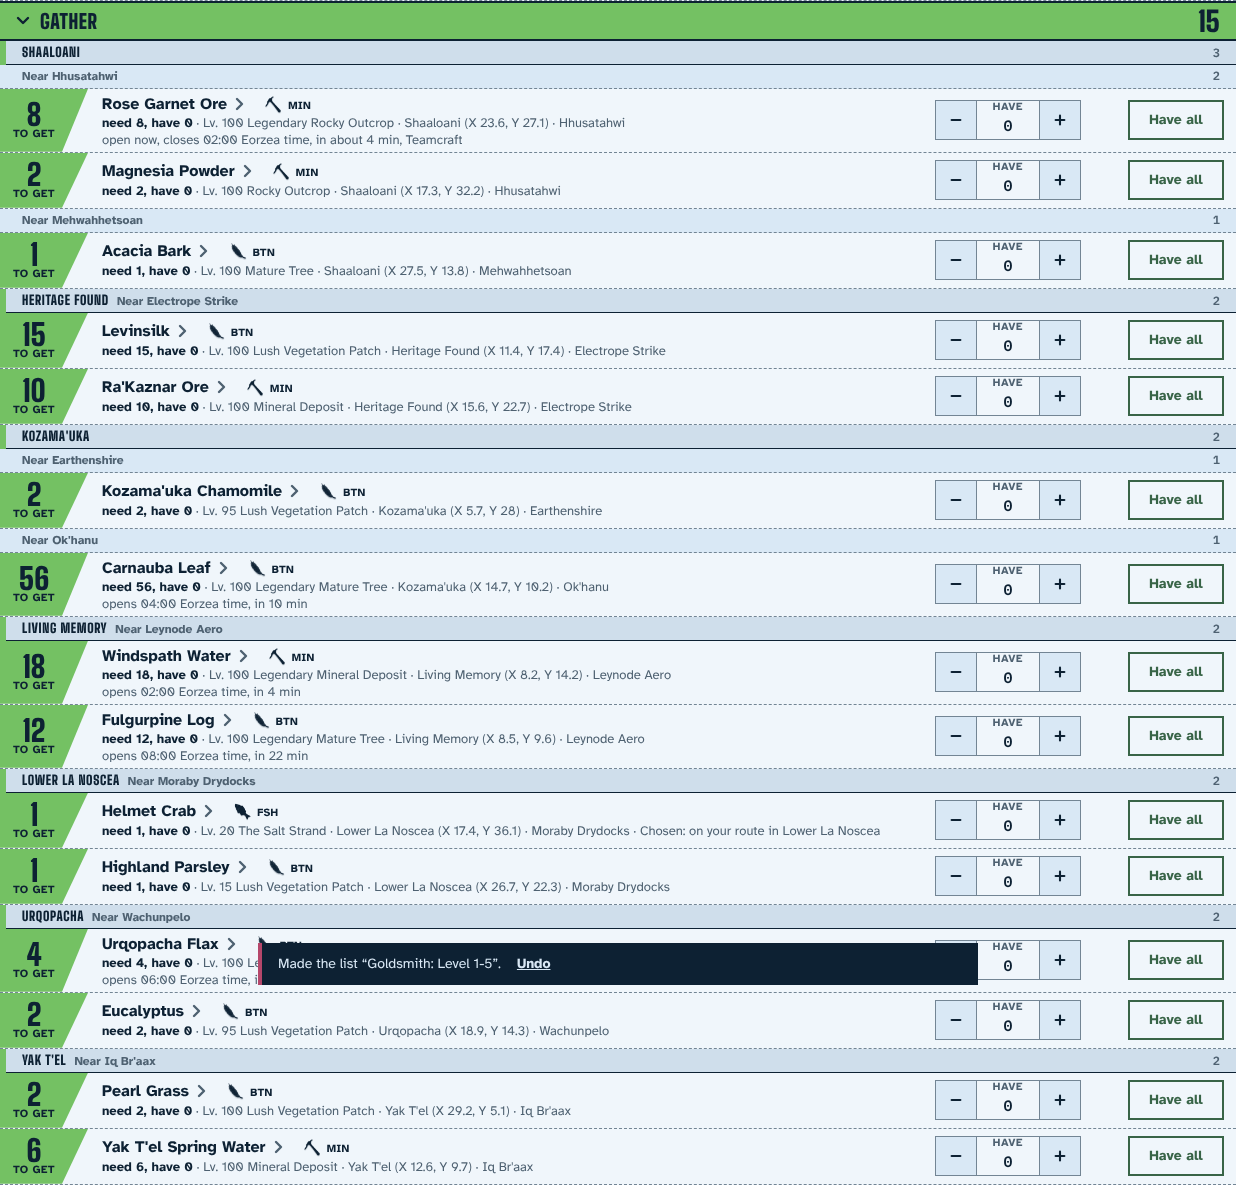 GATHER 15
SHAALOANI 3
Near Hhusatahwi 2
8 TO GET
Rose Garnet Ore MIN
need 8, have 0 · Lv. 100 Legendary Rocky Outcrop · Shaaloani (X 23.6, Y 27.1) · Hhusatahwi
open now, closes 02:00 Eorzea time, in about 4 min, Teamcraft
− HAVE 0 + Have all
2 TO GET
Magnesia Powder MIN
need 2, have 0 · Lv. 100 Rocky Outcrop · Shaaloani (X 17.3, Y 32.2) · Hhusatahwi
− HAVE 0 + Have all
Near Mehwahhetsoan 1
1 TO GET
Acacia Bark BTN
need 1, have 0 · Lv. 100 Mature Tree · Shaaloani (X 27.5, Y 13.8) · Mehwahhetsoan
− HAVE 0 + Have all
HERITAGE FOUND Near Electrope Strike 2
15 TO GET
Levinsilk BTN
need 15, have 0 · Lv. 100 Lush Vegetation Patch · Heritage Found (X 11.4, Y 17.4) · Electrope Strike
− HAVE 0 + Have all
10 TO GET
Ra'Kaznar Ore MIN
need 10, have 0 · Lv. 100 Mineral Deposit · Heritage Found (X 15.6, Y 22.7) · Electrope Strike
− HAVE 0 + Have all
KOZAMA'UKA 2
Near Earthenshire 1
2 TO GET
Kozama'uka Chamomile BTN
need 2, have 0 · Lv. 95 Lush Vegetation Patch · Kozama'uka (X 5.7, Y 28) · Earthenshire
− HAVE 0 + Have all
Near Ok'hanu 1
56 TO GET
Carnauba Leaf BTN
need 56, have 0 · Lv. 100 Legendary Mature Tree · Kozama'uka (X 14.7, Y 10.2) · Ok'hanu
opens 04:00 Eorzea time, in 10 min
− HAVE 0 + Have all
LIVING MEMORY Near Leynode Aero 2
18 TO GET
Windspath Water MIN
need 18, have 0 · Lv. 100 Legendary Mineral Deposit · Living Memory (X 8.2, Y 14.2) · Leynode Aero
opens 02:00 Eorzea time, in 4 min
− HAVE 0 + Have all
12 TO GET
Fulgurpine Log BTN
need 12, have 0 · Lv. 100 Legendary Mature Tree · Living Memory (X 8.5, Y 9.6) · Leynode Aero
opens 08:00 Eorzea time, in 22 min
− HAVE 0 + Have all
LOWER LA NOSCEA Near Moraby Drydocks 2
1 TO GET
Helmet Crab FSH
need 1, have 0 · Lv. 20 The Salt Strand · Lower La Noscea (X 17.4, Y 36.1) · Moraby Drydocks · Chosen: on your route in Lower La Noscea
− HAVE 0 + Have all
1 TO GET
Highland Parsley BTN
need 1, have 0 · Lv. 15 Lush Vegetation Patch · Lower La Noscea (X 26.7, Y 22.3) · Moraby Drydocks
− HAVE 0 + Have all
URQOPACHA Near Wachunpelo 2
4 TO GET
Urqopacha Flax
need 4, have 0 · Lv. 100
opens 06:00 Eorzea time,
HAVE 0 + Have all
Made the list “Goldsmith: Level 1-5”. Undo
2 TO GET
Eucalyptus BTN
need 2, have 0 · Lv. 95 Lush Vegetation Patch · Urqopacha (X 18.9, Y 14.3) · Wachunpelo
− HAVE 0 + Have all
YAK T'EL Near Iq Br'aax 2
2 TO GET
Pearl Grass BTN
need 2, have 0 · Lv. 100 Lush Vegetation Patch · Yak T'el (X 29.2, Y 5.1) · Iq Br'aax
− HAVE 0 + Have all
6 TO GET
Yak T'el Spring Water MIN
need 6, have 0 · Lv. 100 Mineral Deposit · Yak T'el (X 12.6, Y 9.7) · Iq Br'aax
− HAVE 0 + Have all